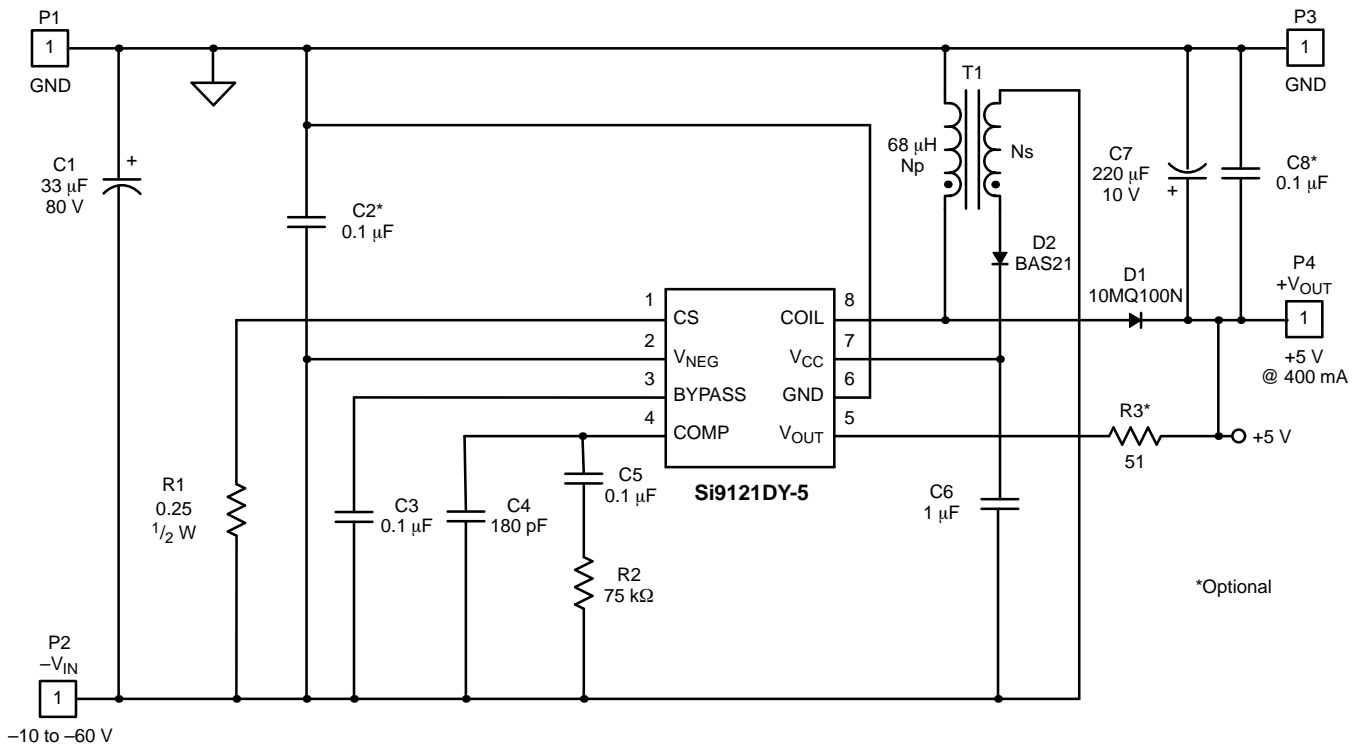 P1
1
GND
P3
1
GND
T1
68 μH
Np
Ns
C1
33 μF
80 V
+
C2*
0.1 μF
C7
220 μF
10 V
+
C8*
0.1 μF
D2
BAS21
D1
10MQ100N
P4
+VOUT
1
+5 V
@ 400 mA
1
CS
2
VNEG
3
BYPASS
4
COMP
8
COIL
7
VCC
6
GND
5
VOUT
Si9121DY-5
R3*
51
+5 V
R1
0.25
1/2 W
C3
0.1 μF
C4
180 pF
C5
0.1 μF
R2
75 kΩ
C6
1 μF
*Optional
P2
–VIN
1
–10 to –60 V